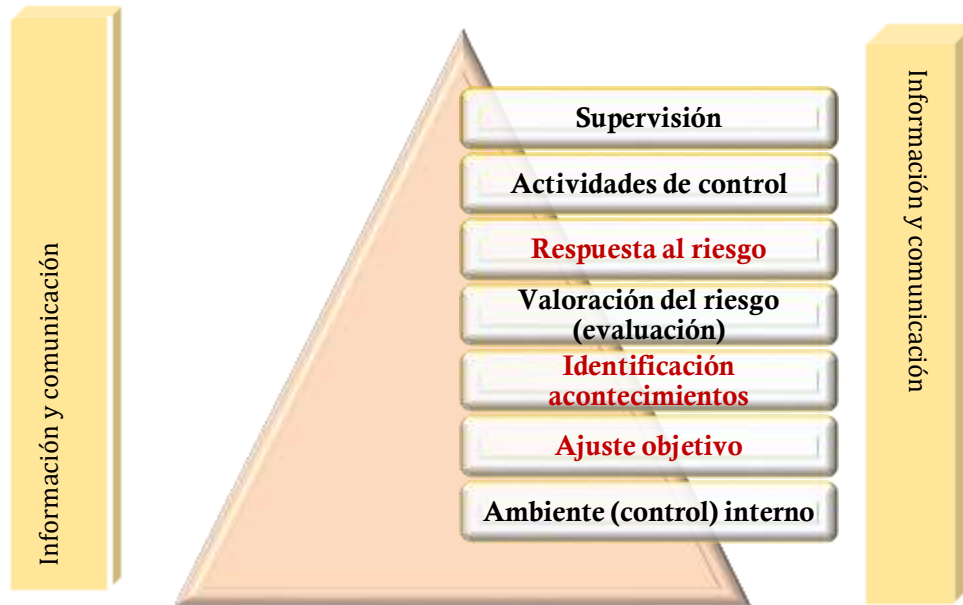 Información y comunicación
Supervisión
Actividades de control
Respuesta al riesgo
Valoración del riesgo
(evaluación)
Identificación
acontecimientos
Ajuste objetivo
Ambiente (control) interno
Información y comunicación